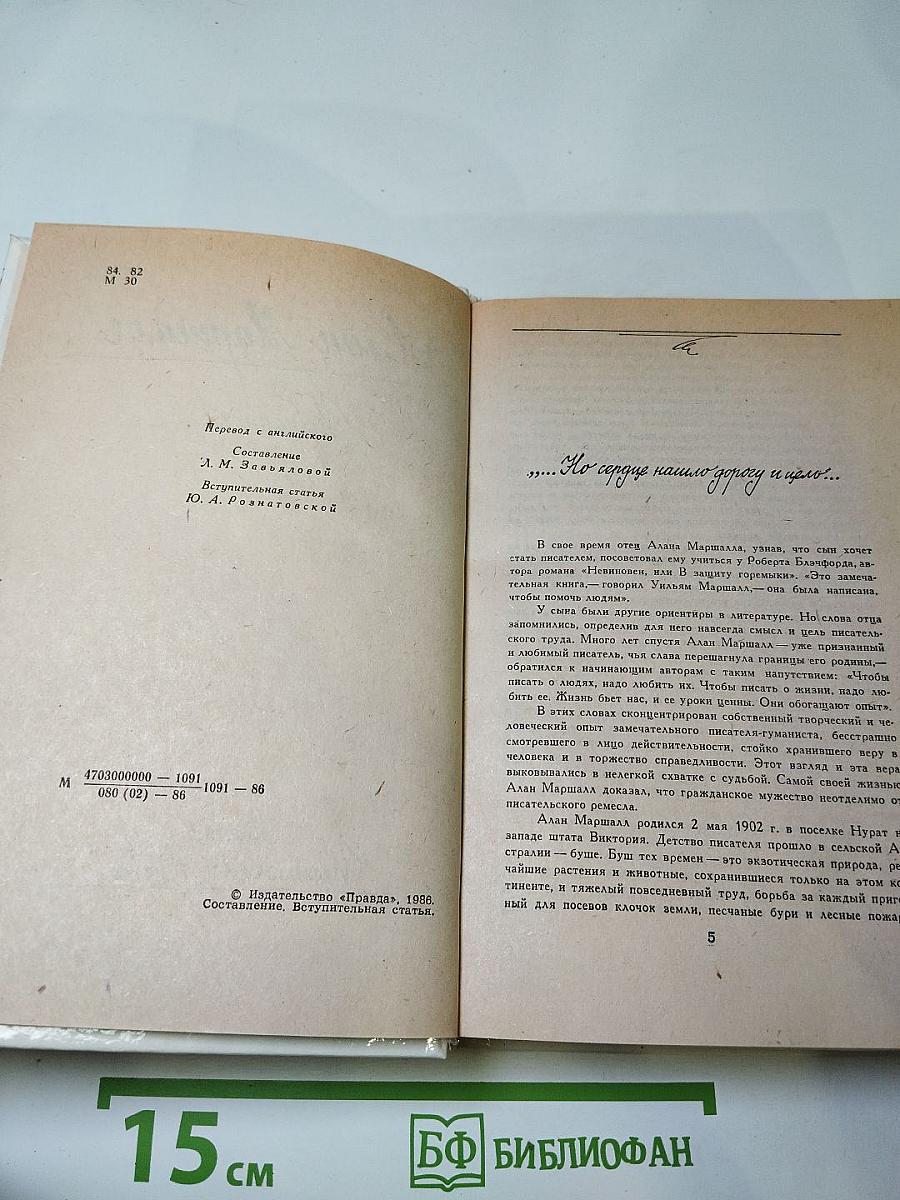 84. 82
М 30
Перевод с английского
Составление
Л. М. Завьяловой
Вступительная статья
Ю. А. Рознатовской
М 4703000000 — 1091
080 (02) — 86
1091 — 86
© Издательство «Правда», 1986.
Составление. Вступительная статья.
„... Но сердце нашло дорогу и цель"...
В свое время отец Алана Маршалла, узнав, что сын хочет
стать писателем, посоветовал ему учиться у Роберта Блэчфорда, ав-
тора романа «Невиновен, или В защиту горемыки». «Это замеча-
тельная книга,— говорил Уильям Маршалл,— она была написана,
чтобы помочь людям».
У сына были другие ориентиры в литературе. Но слова отца
запомнились, определив для него навсегда смысл и цель писатель-
ского труда. Много лет спустя Алан Маршалл — уже признанный
и любимый писатель, чья слава перешагнула границы его родины,—
обратился к начинающим авторам с таким напутствием: «Чтобы
писать о людях, надо любить их. Чтобы писать о жизни, надо лю-
бить ее. Жизнь бьет нас, и ее уроки ценны. Они обогащают опыт».
В этих словах сконцентрирован собственный творческий и че-
ловеческий опыт замечательного писателя-гуманиста, бесстрашно
смотревшего в лицо действительности, стойко хранившего веру в
человека и в торжество справедливости. Этот взгляд и эта вера
выковывались в нелегкой схватке с судьбой. Самой своей жизнью
Алан Маршалл доказал, что гражданское мужество неотделимо от
писательского ремесла.
Алан Маршалл родился 2 мая 1902 г. в поселке Нурат н
западе штата Виктория. Детство писателя прошло в сельской А
стралии — буше. Буш тех времен — это экзотическая природа, ре
чайшие растения и животные, сохранившиеся только на этом ко
тиненте, и тяжелый повседневный труд, борьба за каждый приго
ный для посевов клочок земли, песчаные бури и лесные пожар
5
15 см
БФ БИБЛИОФАН